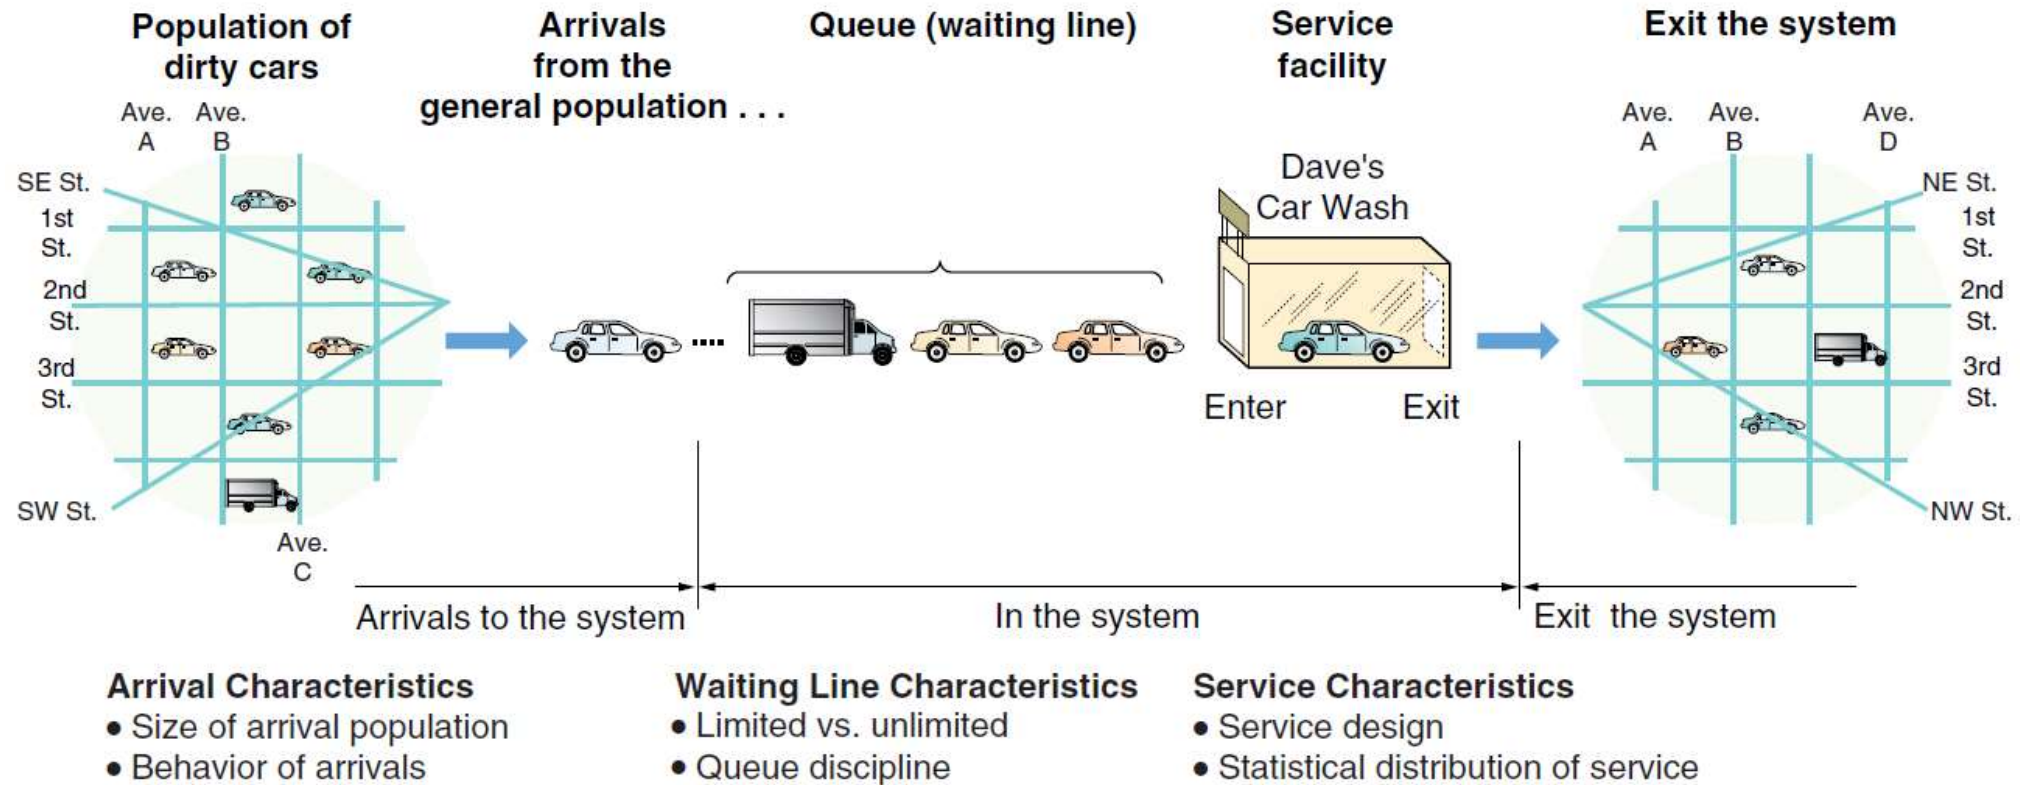 Population of
dirty cars
Arrivals
from the
general population . . .
Queue (waiting line)
Service
facility
Exit the system
Ave.
A
Ave.
B
SE St.
1st
St.
2nd
St.
3rd
St.
SW St.
Ave.
C
Dave's
Car Wash
Enter
Exit
Ave.
A
Ave.
B
Ave.
D
NE St.
1st
St.
2nd
St.
3rd
St.
NW St.
Arrivals to the system
In the system
Exit the system
Arrival Characteristics
• Size of arrival population
• Behavior of arrivals
Waiting Line Characteristics
• Limited vs. unlimited
• Queue discipline
Service Characteristics
• Service design
• Statistical distribution of service